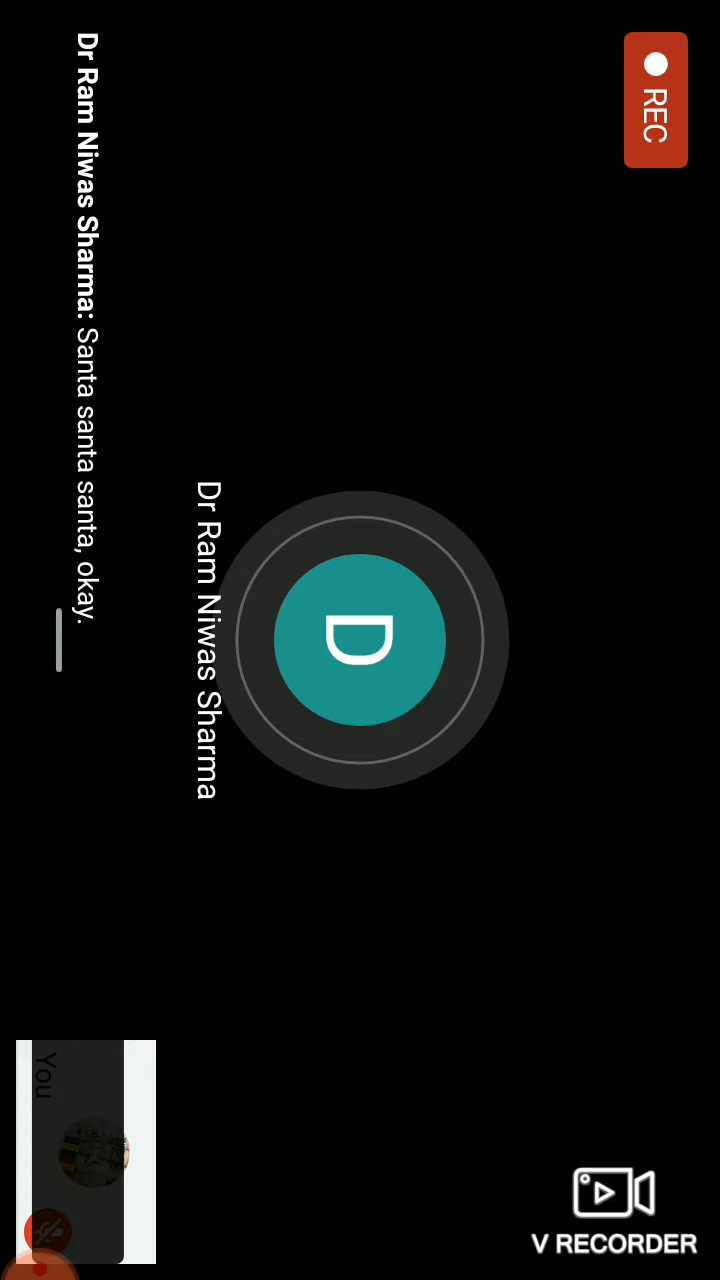 REC
D
Dr Ram Niwas Sharma
Dr Ram Niwas Sharma: Santa santa santa, okay.
You
V RECORDER